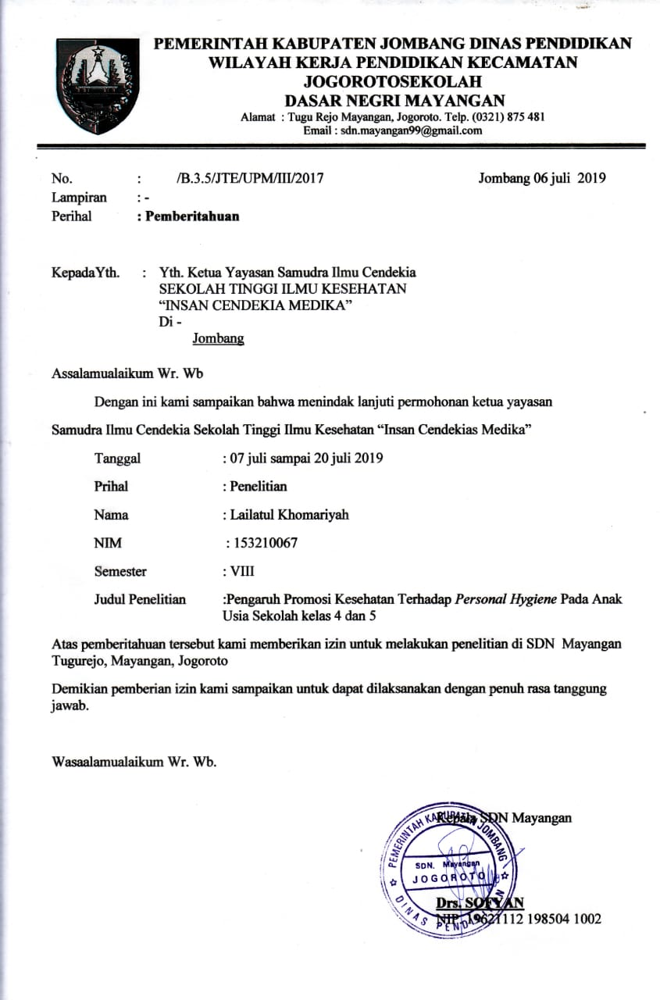 PEMERINTAH KABUPATEN JOMBANG DINAS PENDIDIKAN
WILAYAH KERJA PENDIDIKAN KECAMATAN
JOGOROTOSEKOLAH
DASAR NEGRI MAYANGAN
Alamat : Tugu Rejo Mayangan, Jogoroto. Telp. (0321) 875 481
Email : sdn.mayangan99@gmail.com
No. : /B.3.5/JTE/UPM/III/2017 Jombang 06 juli 2019
Lampiran : -
Perihal : Pemberitahuan
KepadaYth. : Yth. Ketua Yayasan Samudra Ilmu Cendekia
SEKOLAH TINGGI ILMU KESEHATAN
“INSAN CENDEKIA MEDIKA”
Di -
Jombang
Assalamualaikum Wr. Wb
Dengan ini kami sampaikan bahwa menindak lanjuti permohonan ketua yayasan
Samudra Ilmu Cendekia Sekolah Tinggi Ilmu Kesehatan “Insan Cendekias Medika”
Tanggal : 07 juli sampai 20 juli 2019
Prihal : Penelitian
Nama : Lailatul Khomariyah
NIM : 153210067
Semester : VIII
Judul Penelitian :Pengaruh Promosi Kesehatan Terhadap Personal Hygiene Pada Anak
Usia Sekolah kelas 4 dan 5
Atas pemberitahuan tersebut kami memberikan izin untuk melakukan penelitian di SDN Mayangan
Tugurejo, Mayangan, Jogoroto
Demikian pemberian izin kami sampaikan untuk dapat dilaksanakan dengan penuh rasa tanggung
jawab.
Wasaalamualaikum Wr. Wb.
Kepala SDN Mayangan
PEMERINTAH KABUPATEN JOMBANG
SDN. Mayangan
JOGOROTO
DINAS PENDIDIKAN
Drs. SOFYAN
NIP. 19621112 198504 1002